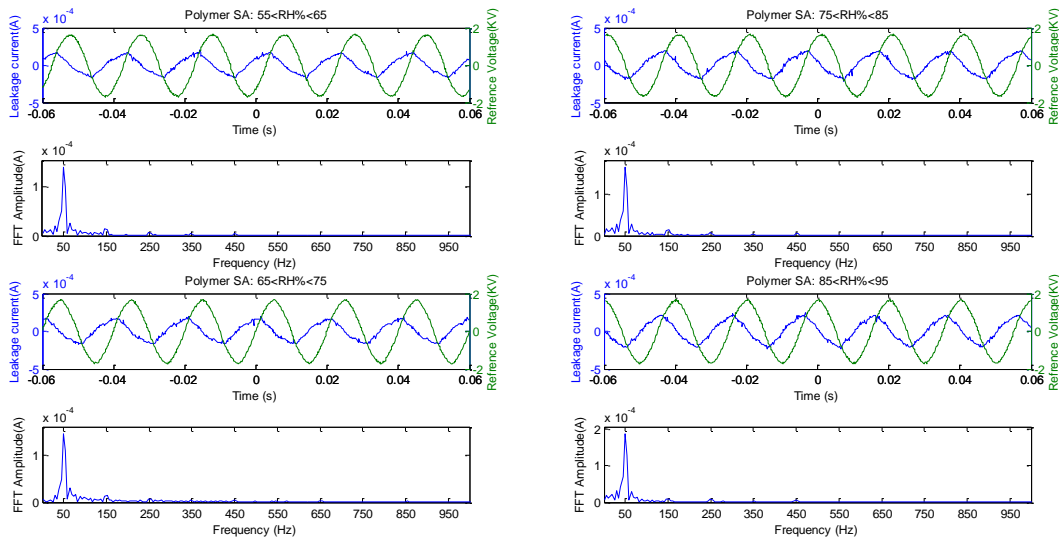 Polymer SA: 55<RH%<65
x 10^-4
5
0
-5
Leakage current(A)
2
0
-2
Refrence Voltage(KV)
-0.06 -0.04 -0.02 0 0.02 0.04 0.06
Time (s)
x 10^-4
1
0
FFT Amplitude(A)
50 150 250 350 450 550 650 750 850 950
Frequency (Hz)
Polymer SA: 65<RH%<75
x 10^-4
5
0
-5
Leakage current(A)
2
0
-2
Refrence Voltage(KV)
-0.06 -0.04 -0.02 0 0.02 0.04 0.06
Time (s)
x 10^-4
1
0
FFT Amplitude(A)
50 150 250 350 450 550 650 750 850 950
Frequency (Hz)
Polymer SA: 75<RH%<85
x 10^-4
5
0
-5
Leakage current(A)
2
0
-2
Refrence Voltage(KV)
-0.06 -0.04 -0.02 0 0.02 0.04 0.06
Time (s)
x 10^-4
1
0
FFT Amplitude(A)
50 150 250 350 450 550 650 750 850 950
Frequency (Hz)
Polymer SA: 85<RH%<95
x 10^-4
5
0
-5
Leakage current(A)
2
0
-2
Refrence Voltage(KV)
-0.06 -0.04 -0.02 0 0.02 0.04 0.06
Time (s)
x 10^-4
2
1
0
FFT Amplitude(A)
50 150 250 350 450 550 650 750 850 950
Frequency (Hz)